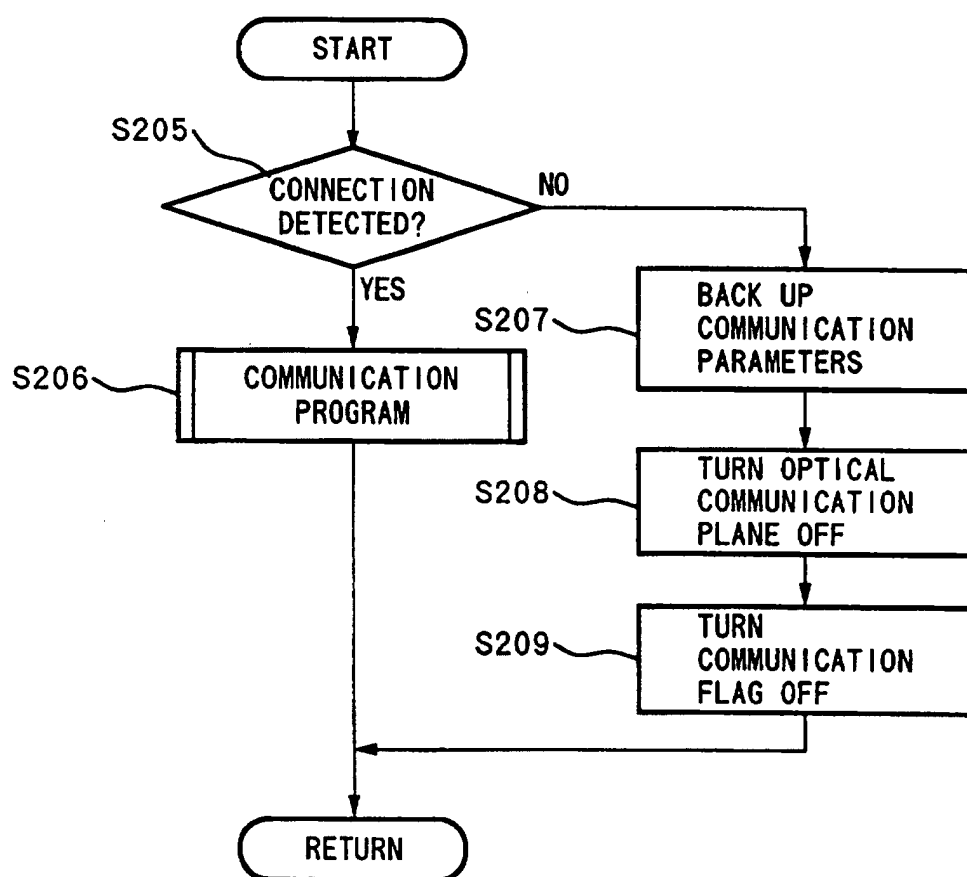 START
S205
CONNECTION
DETECTED?
NO
YES
S207
BACK UP
COMMUNICATION
PARAMETERS
S206
COMMUNICATION
PROGRAM
S208
TURN OPTICAL
COMMUNICATION
PLANE OFF
S209
TURN
COMMUNICATION
FLAG OFF
RETURN